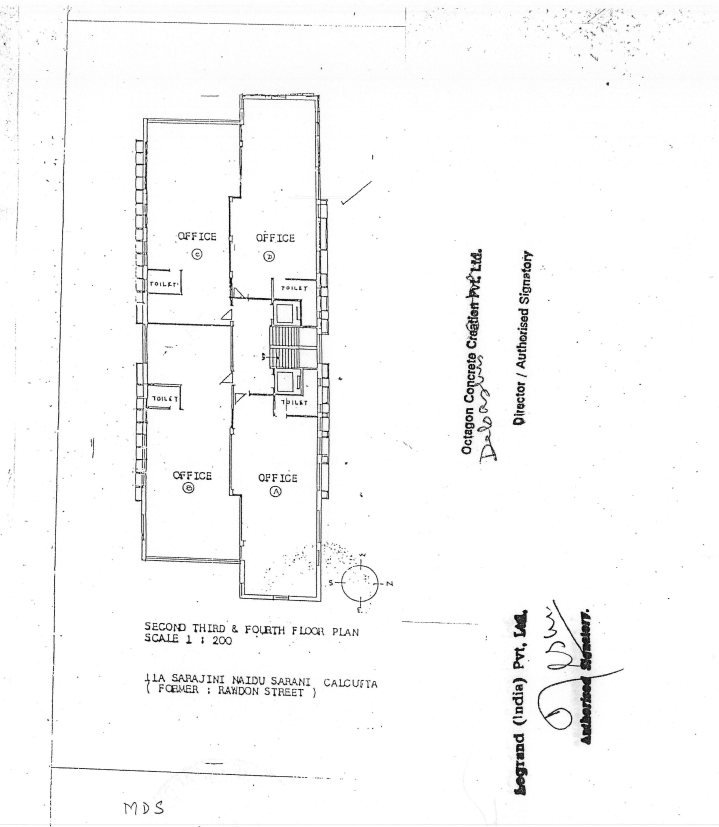 OFFICE
C
OFFICE
D
TOILET
TOILET
TOILET
TOILET
OFFICE
B
OFFICE
A
S
N
SECOND THIRD & FOURTH FLOOR PLAN
SCALE 1 : 200
11A SARAJINI NAIDU SARANI CALCUTTA
( FORMER : RAWDON STREET )
MDS
Octagon Concrete Creation Pvt. Ltd.
Director / Authorised Signatory
Legrand (India) Pvt. Ltd.
Authorised Signatory.